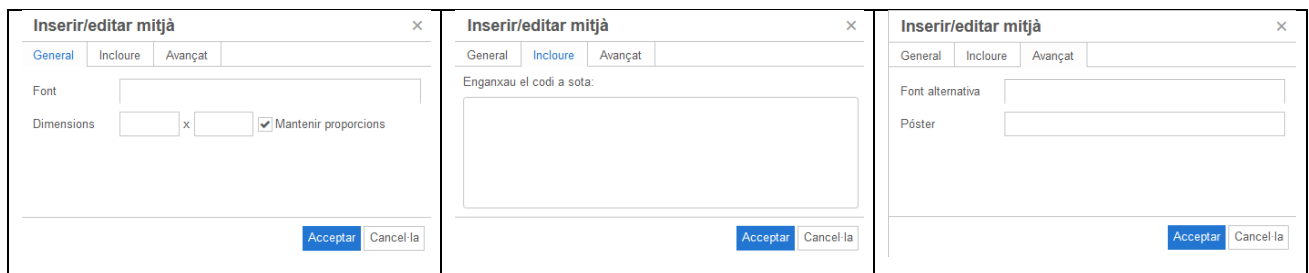 Inserir/editar mitjà ×
General Incloure Avançat
Font
Dimensions x Mantenir proporcions
Acceptar Cancel·la
Inserir/editar mitjà ×
General Incloure Avançat
Enganxau el codi a sota:
Acceptar Cancel·la
Inserir/editar mitjà ×
General Incloure Avançat
Font alternativa
Póster
Acceptar Cancel·la